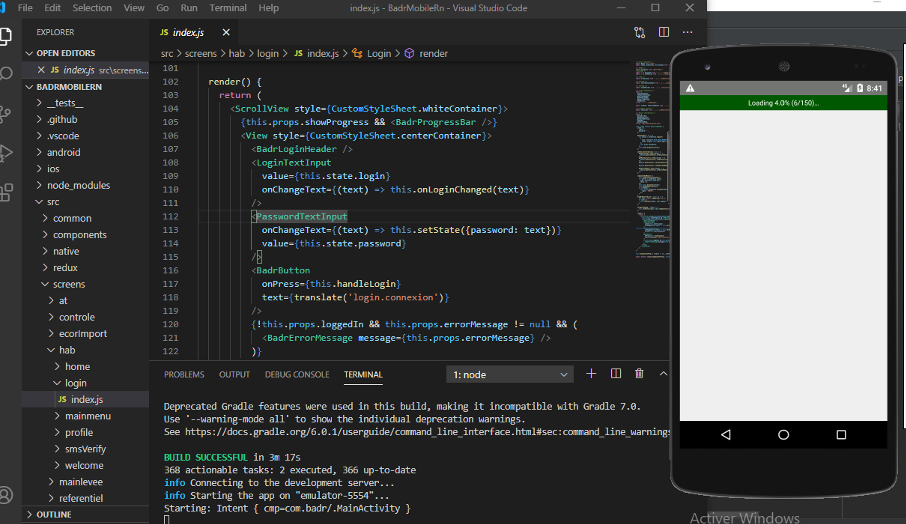 File Edit View Go Run Terminal Help index.js - BadrMobileRn - Visual Studio Code
EXPLORER
OPEN EDITORS
JS index.js src\screens...
BADRMOBILERN
__tests__
.github
.vscode
android
ios
node_modules
src
common
components
native
redux
screens
at
controle
ecorImport
hab
home
login
JS index.js
mainmenu
profile
smsVerify
welcome
mainlevee
referentiel
OUTLINE
JS index.js
src > screens > hab > login > JS index.js > Login > render
101
102 render() {
103 return (
104 <ScrollView style={CustomStyleSheet.whiteContainer}>
105 {this.props.showProgress && <BadrProgressBar />}
106 <View style={CustomStyleSheet.centerContainer}>
107 <BadrLoginHeader />
108 <LoginTextInput
109 value={this.state.login}
110 onChangeText={(text) => this.onLoginChanged(text)}
111 />
112 <PasswordTextInput
113 onChangeText={(text) => this.setState({password: text})}
114 value={this.state.password}
115 />
116 <BadrButton
117 onPress={this.handleLogin}
118 text={translate('login.connexion')}
119 />
120 {!this.props.loggedIn && this.props.errorMessage != null && (
121 <BadrErrorMessage message={this.props.errorMessage} />
122 )}
PROBLEMS OUTPUT DEBUG CONSOLE TERMINAL 1: node
Deprecated Gradle features were used in this build, making it incompatible with Gradle 7.0.
Use '--warning-mode all' to show the individual deprecation warnings.
See https://docs.gradle.org/6.0.1/userguide/command_line_interface.html#sec:command_line_warnings
BUILD SUCCESSFUL in 3m 17s
368 actionable tasks: 2 executed, 366 up-to-date
info Connecting to the development server...
info Starting the app on "emulator-5554"...
Starting: Intent { cmp=com.badr/.MainActivity }
8:41
Loading 4.0% (6/150)...
Activer Windows